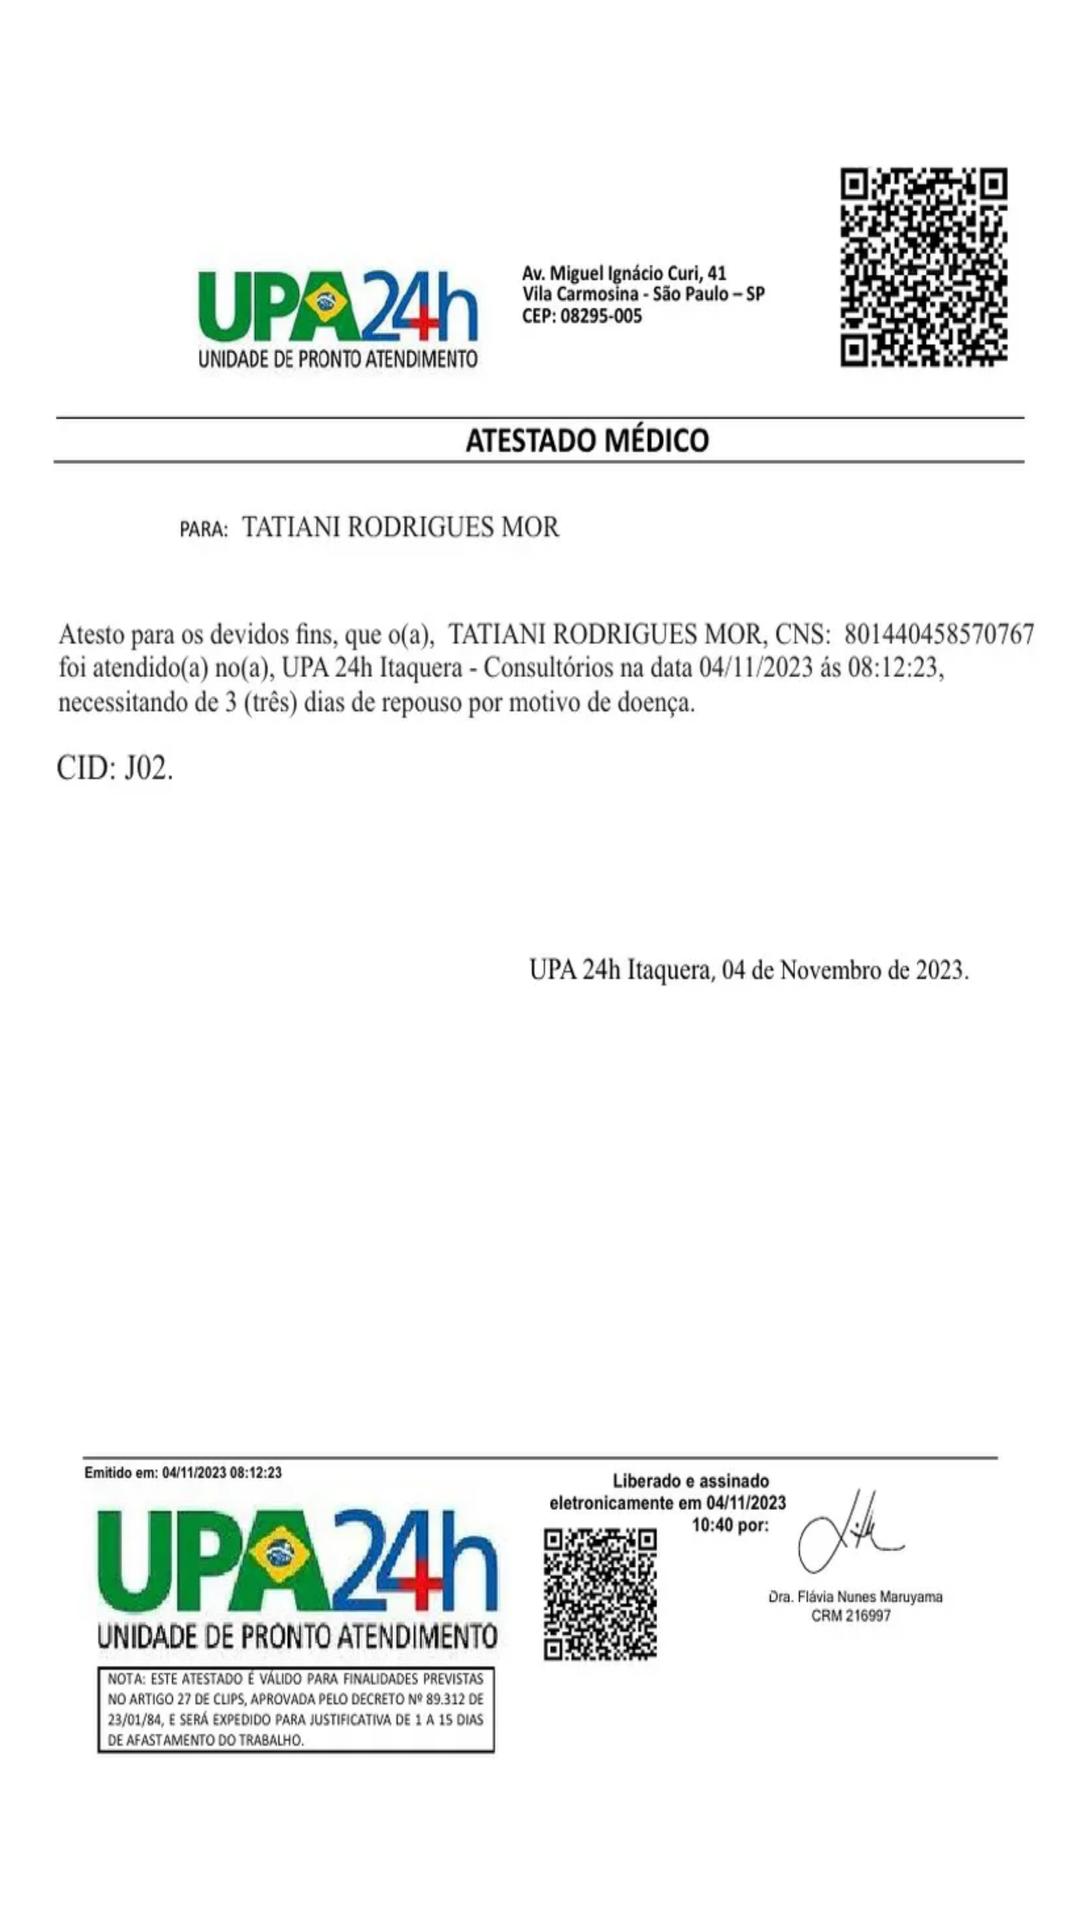 UPA24h
UNIDADE DE PRONTO ATENDIMENTO
Av. Miguel Ignácio Curi, 41
Vila Carmosina - São Paulo – SP
CEP: 08295-005
ATESTADO MÉDICO
PARA: TATIANI RODRIGUES MOR
Atesto para os devidos fins, que o(a), TATIANI RODRIGUES MOR, CNS: 801440458570767
foi atendido(a) no(a), UPA 24h Itaquera - Consultórios na data 04/11/2023 ás 08:12:23,
necessitando de 3 (três) dias de repouso por motivo de doença.
CID: J02.
UPA 24h Itaquera, 04 de Novembro de 2023.
Emitido em: 04/11/2023 08:12:23
UPA24h
UNIDADE DE PRONTO ATENDIMENTO
NOTA: ESTE ATESTADO É VÁLIDO PARA FINALIDADES PREVISTAS
NO ARTIGO 27 DE CLIPS, APROVADA PELO DECRETO Nº 89.312 DE
23/01/84, E SERÁ EXPEDIDO PARA JUSTIFICATIVA DE 1 A 15 DIAS
DE AFASTAMENTO DO TRABALHO.
Liberado e assinado
eletronicamente em 04/11/2023
10:40 por:
Dra. Flávia Nunes Maruyama
CRM 216997